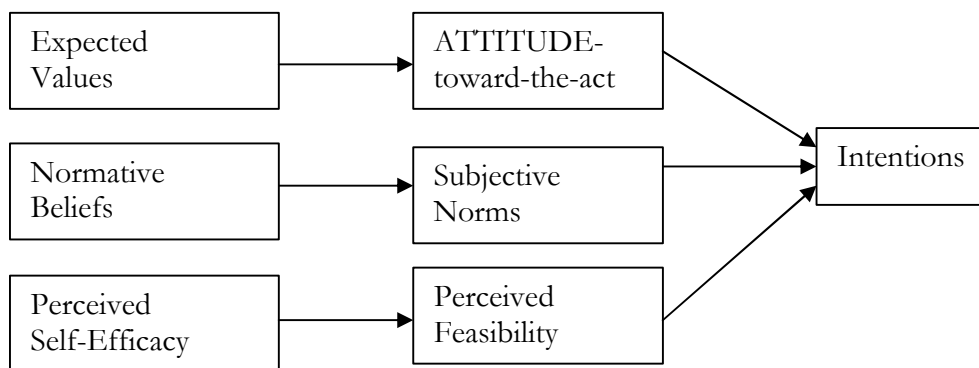 Expected
Values
ATTITUDE-
toward-the-act
Normative
Beliefs
Subjective
Norms
Intentions
Perceived
Self-Efficacy
Perceived
Feasibility